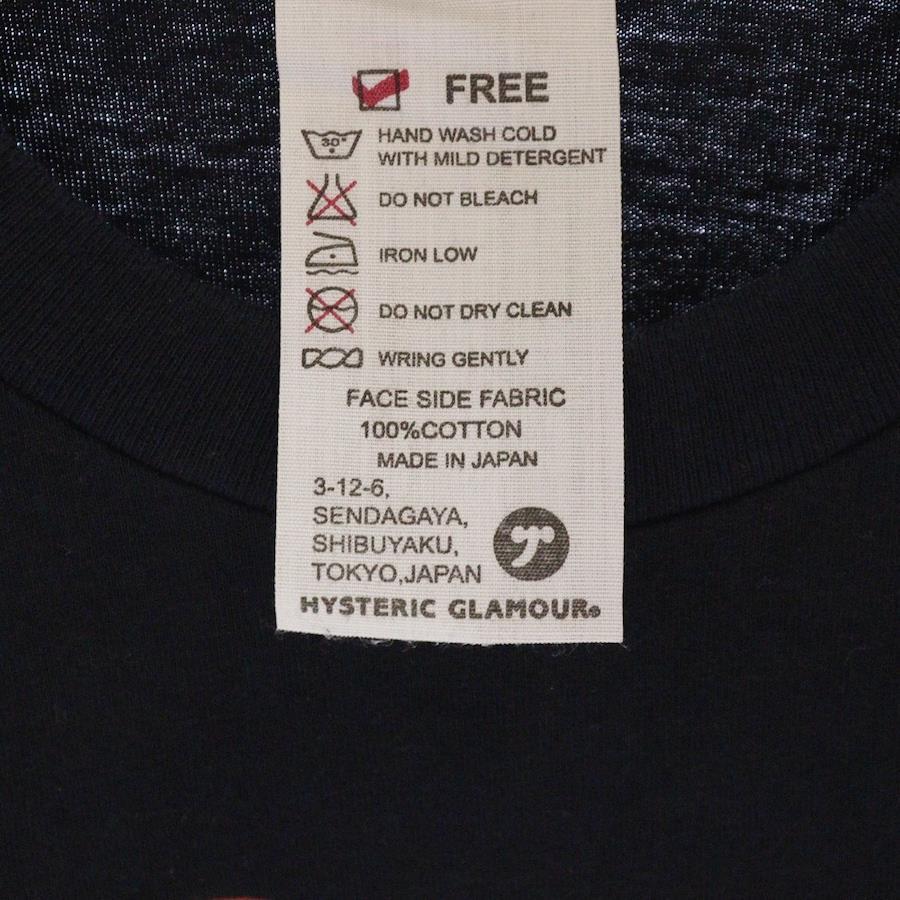 FREE
30°
HAND WASH COLD
WITH MILD DETERGENT
DO NOT BLEACH
IRON LOW
DO NOT DRY CLEAN
WRING GENTLY
FACE SIDE FABRIC
100%COTTON
MADE IN JAPAN
3-12-6,
SENDAGAYA,
SHIBUYAKU,
TOKYO,JAPAN
HYSTERIC GLAMOUR®